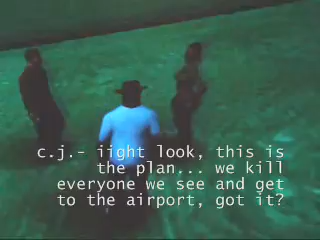 c.j.- iight look, this is
the plan... we kill
everyone we see and get
to the airport, got it?